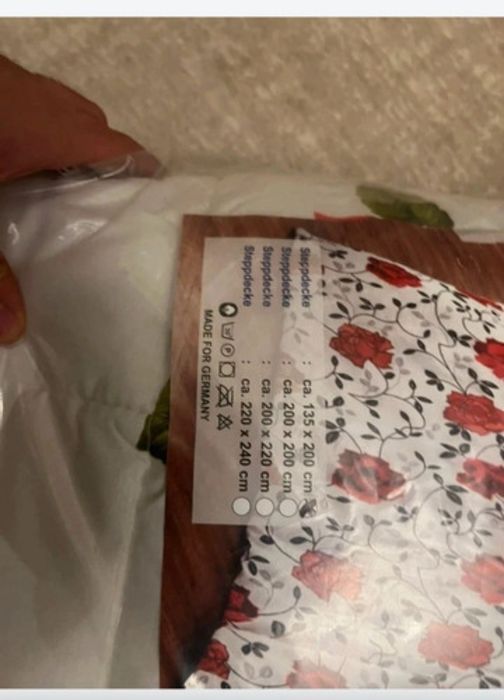 Steppdecke : ca. 135 x 200 cm
Steppdecke : ca. 200 x 200 cm
Steppdecke : ca. 200 x 220 cm
Steppdecke : ca. 220 x 240 cm
P
MADE FOR GERMANY